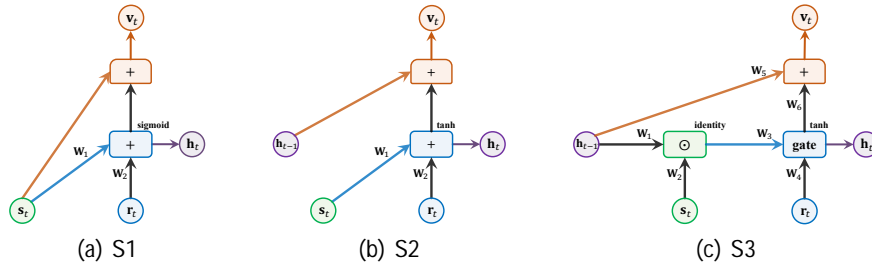 v_t
+
sigmoid
W_1
+
h_t
W_2
s_t
r_t
(a) S1
v_t
+
h_{t-1}
tanh
W_1
+
h_t
W_2
s_t
r_t
(b) S2
v_t
W_5
+
identity
W_6
tanh
h_{t-1}
W_1
⊙
W_3
gate
h_t
W_2
W_4
s_t
r_t
(c) S3